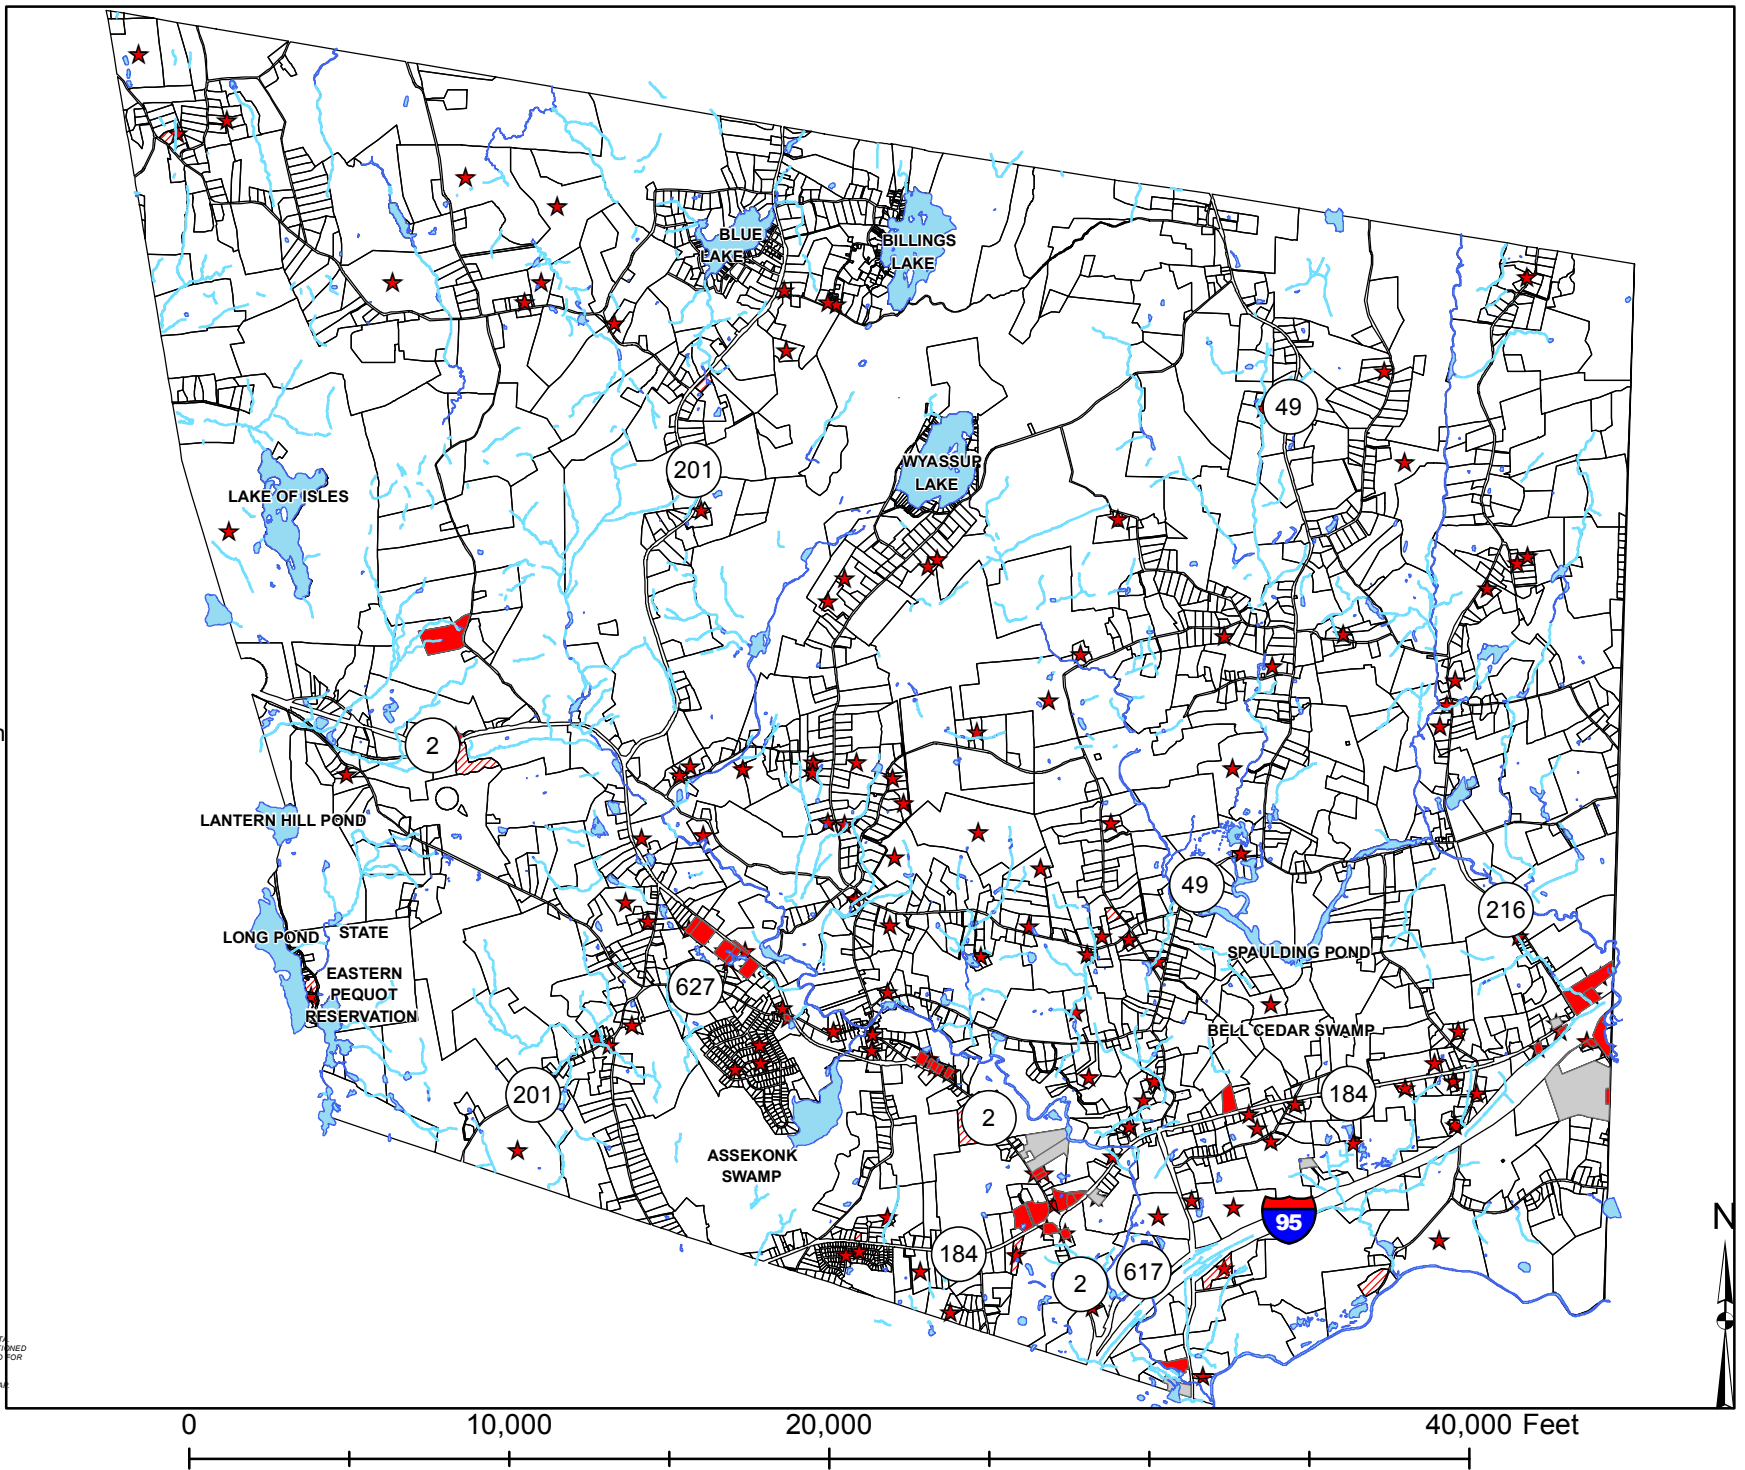 BLUE
LAKE
BILLINGS
LAKE
49
201
WYASSUP
LAKE
LAKE OF ISLES
2
LANTERN HILL POND
49
216
LONG POND
STATE
EASTERN
PEQUOT
RESERVATION
SPAULDING POND
627
BELL CEDAR SWAMP
201
184
2
ASSEKONK
SWAMP
95
N
184
2
617
0 10,000 20,000 40,000 Feet